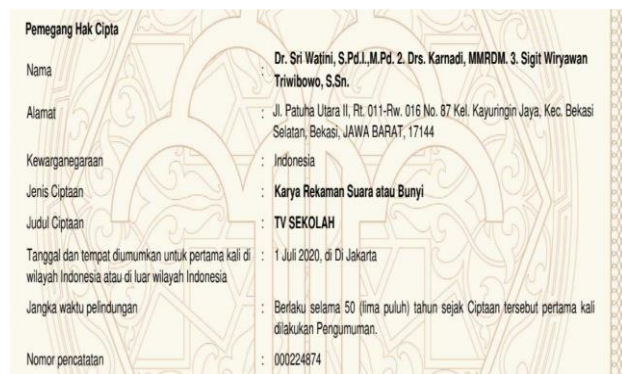 Pemegang Hak Cipta
Nama : Dr. Sri Watini, S.Pd.I.,M.Pd. 2. Drs. Karnadi, MMRDM. 3. Sigit Wiryawan
Triwibowo, S.Sn.
Alamat : Jl. Patuha Utara II, Rt. 011-Rw. 016 No. 87 Kel. Kayuringin Jaya, Kec. Bekasi
Selatan, Bekasi, JAWA BARAT, 17144
Kewarganegaraan : Indonesia
Jenis Ciptaan : Karya Rekaman Suara atau Bunyi
Judul Ciptaan : TV SEKOLAH
Tanggal dan tempat diumumkan untuk pertama kali di : 1 Juli 2020, di Di Jakarta
wilayah Indonesia atau di luar wilayah Indonesia
Jangka waktu pelindungan : Berlaku selama 50 (lima puluh) tahun sejak Ciptaan tersebut pertama kali
dilakukan Pengumuman.
Nomor pencatatan : 000224874